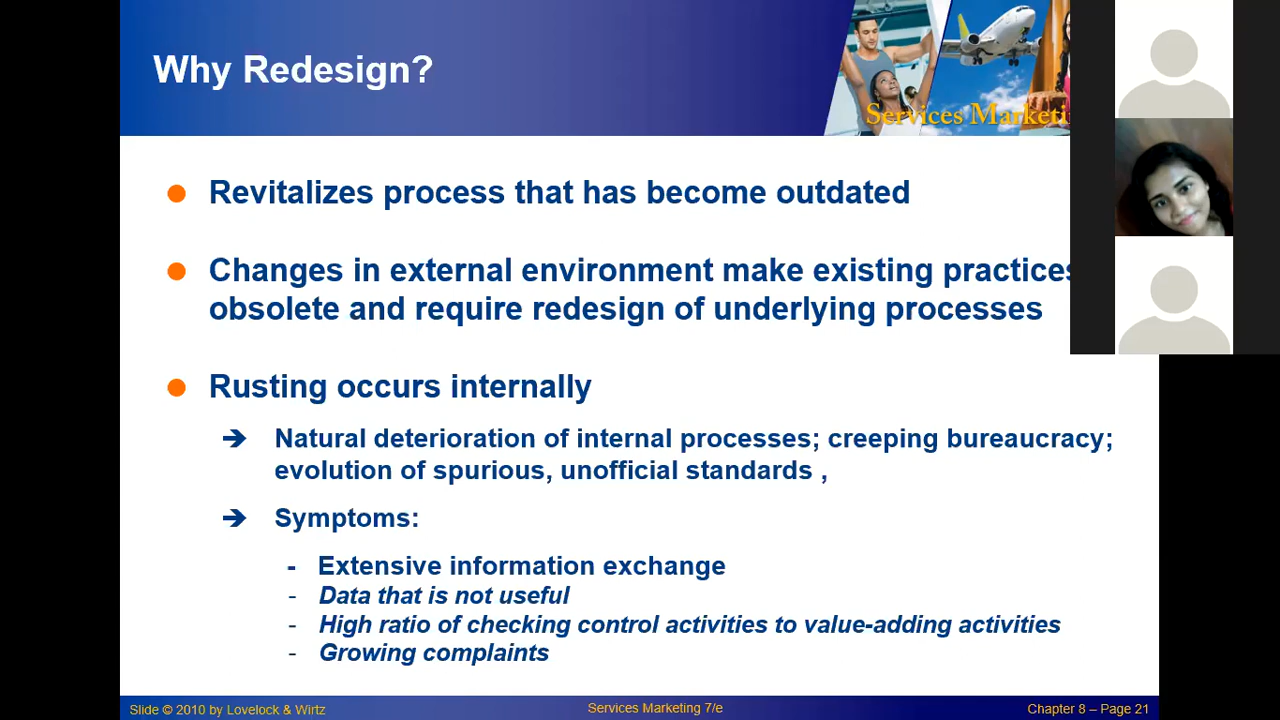 Why Redesign?
Services Marketi
Revitalizes process that has become outdated
Changes in external environment make existing practices
obsolete and require redesign of underlying processes
Rusting occurs internally
Natural deterioration of internal processes; creeping bureaucracy;
evolution of spurious, unofficial standards ,
Symptoms:
- Extensive information exchange
- Data that is not useful
- High ratio of checking control activities to value-adding activities
- Growing complaints
Slide © 2010 by Lovelock & Wirtz
Services Marketing 7/e
Chapter 8 – Page 21